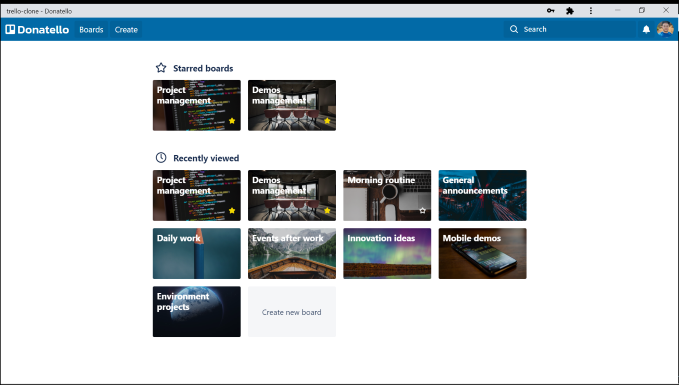 trello-clone - Donatello
Donatello Boards Create Search
Starred boards
Project
management
Demos
management
Recently viewed
Project
management
Demos
management
Morning routine
General
announcements
Daily work
Events after work
Innovation ideas
Mobile demos
Environment
projects
Create new board